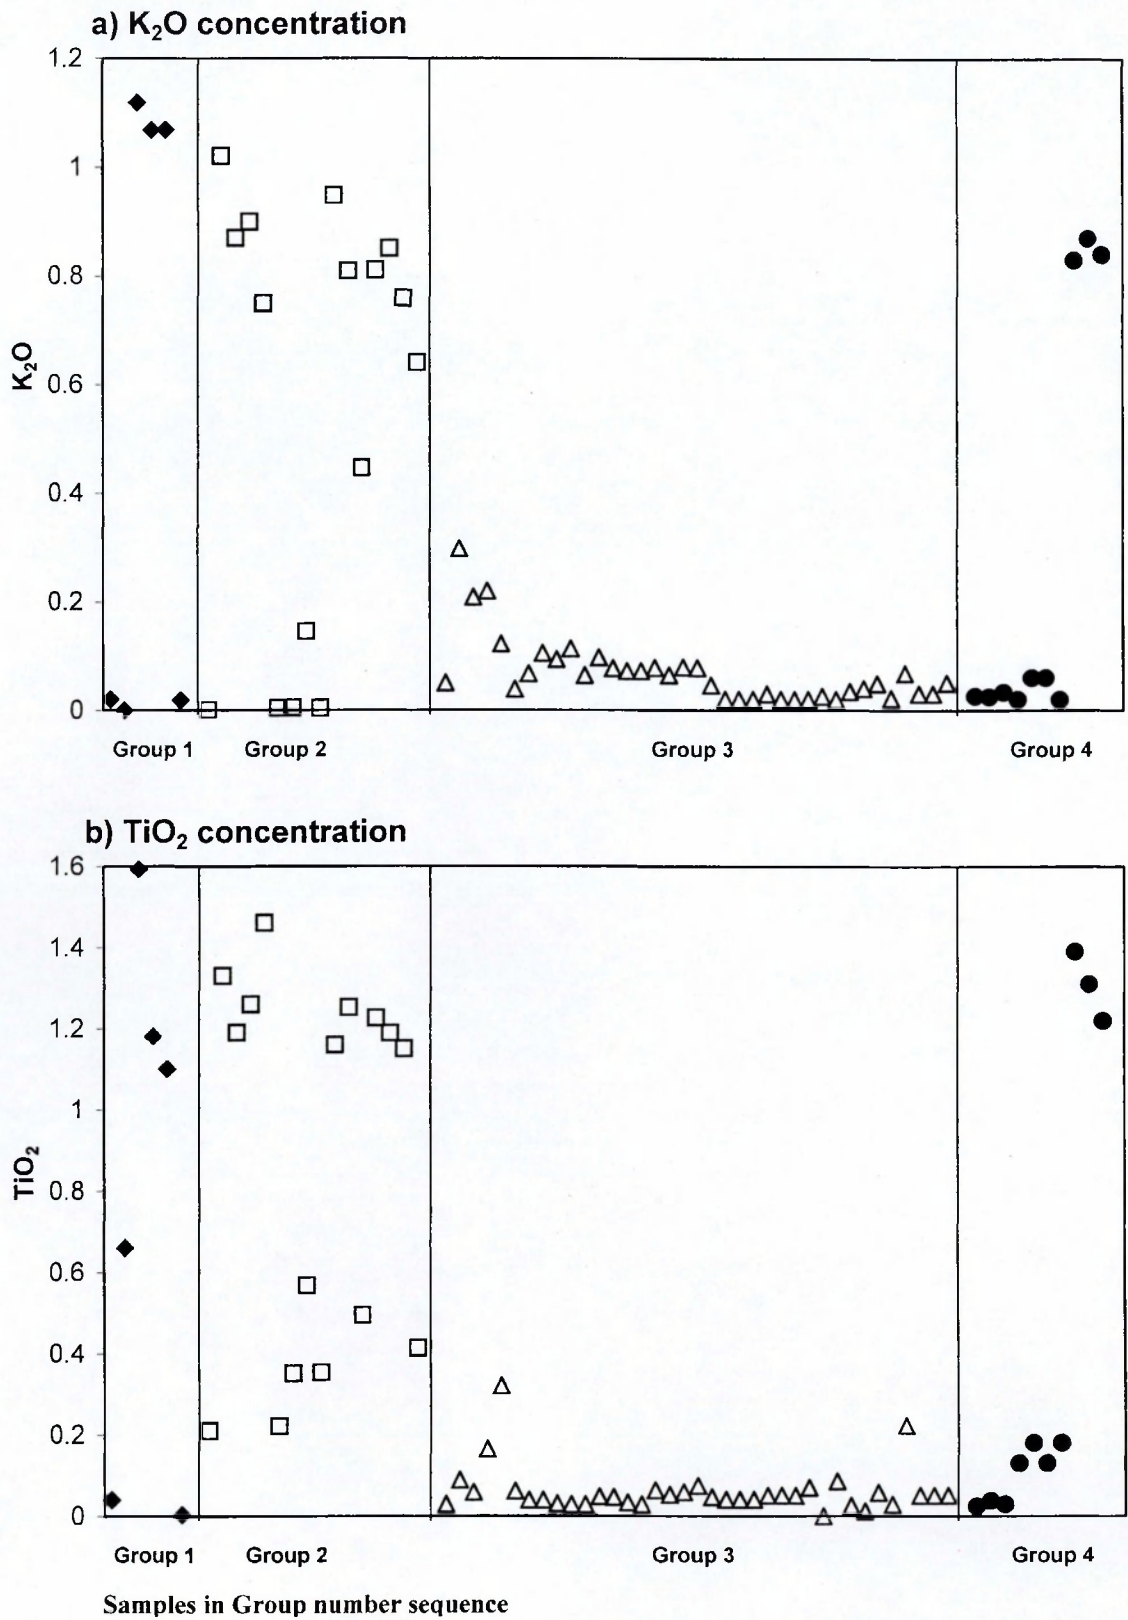 a) K₂O concentration
1.2
1
0.8
0.6
0.4
0.2
0
K₂O
Group 1 Group 2 Group 3 Group 4
b) TiO₂ concentration
1.6
1.4
1.2
1
0.8
0.6
0.4
0.2
0
TiO₂
Group 1 Group 2 Group 3 Group 4
Samples in Group number sequence